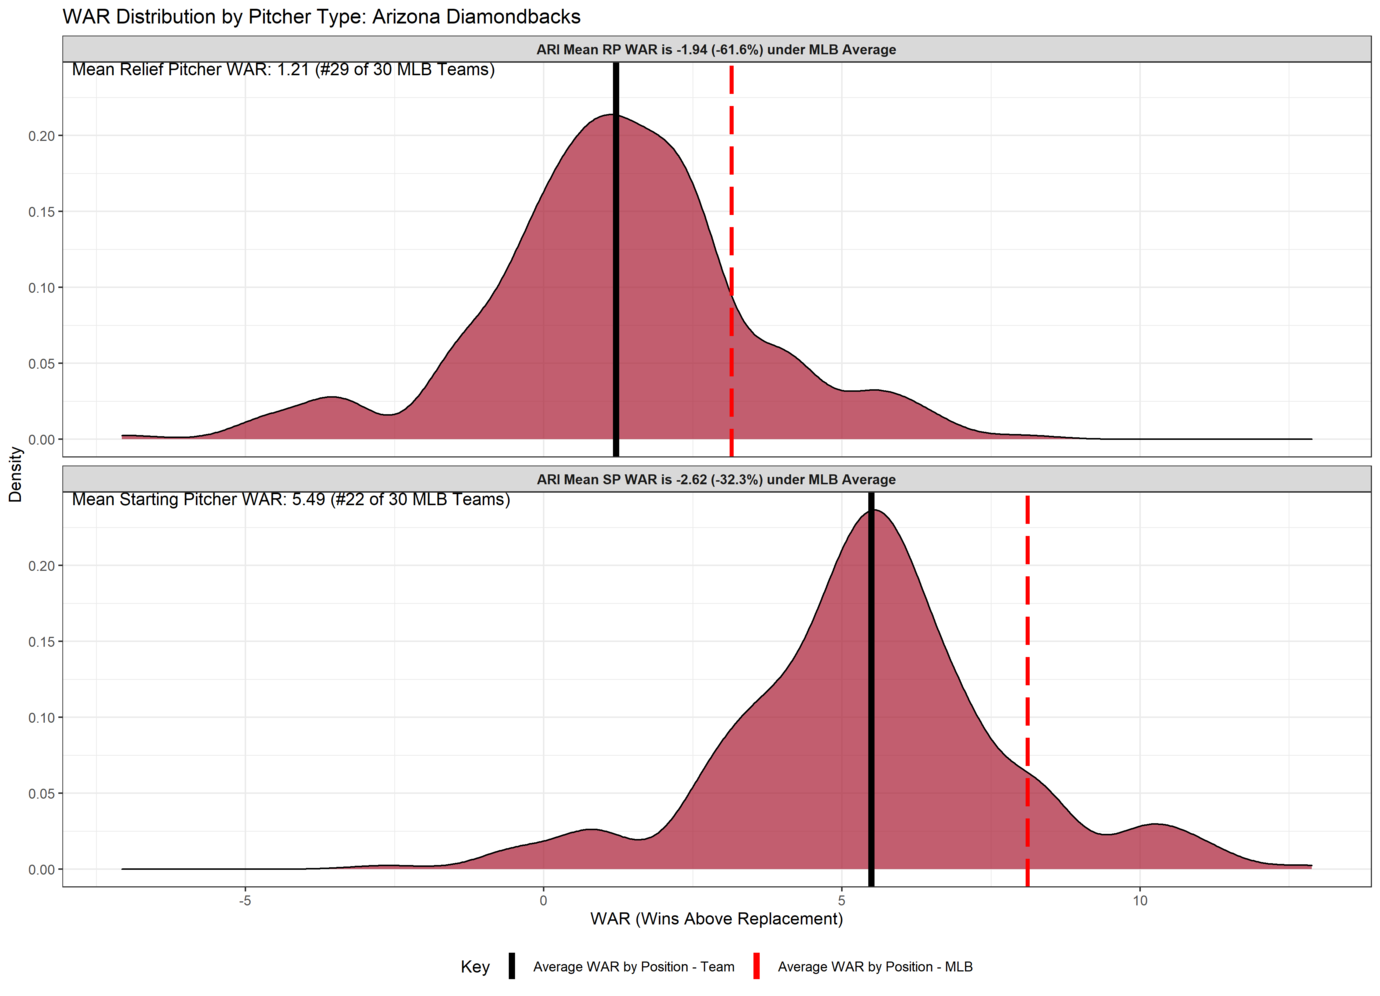 WAR Distribution by Pitcher Type: Arizona Diamondbacks
ARI Mean RP WAR is -1.94 (-61.6%) under MLB Average
Mean Relief Pitcher WAR: 1.21 (#29 of 30 MLB Teams)
0.20
0.15
0.10
0.05
0.00
Density
ARI Mean SP WAR is -2.62 (-32.3%) under MLB Average
Mean Starting Pitcher WAR: 5.49 (#22 of 30 MLB Teams)
0.20
0.15
0.10
0.05
0.00
-5 0 5 10
WAR (Wins Above Replacement)
Key Average WAR by Position - Team Average WAR by Position - MLB